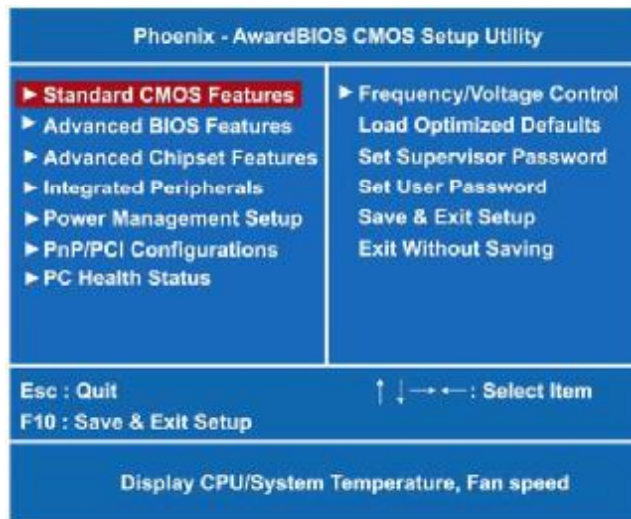 Phoenix - AwardBIOS CMOS Setup Utility
► Standard CMOS Features
► Advanced BIOS Features
► Advanced Chipset Features
► Integrated Peripherals
► Power Management Setup
► PnP/PCI Configurations
► PC Health Status
► Frequency/Voltage Control
Load Optimized Defaults
Set Supervisor Password
Set User Password
Save & Exit Setup
Exit Without Saving
Esc : Quit
↑ ↓ → ← : Select Item
F10 : Save & Exit Setup
Display CPU/System Temperature, Fan speed